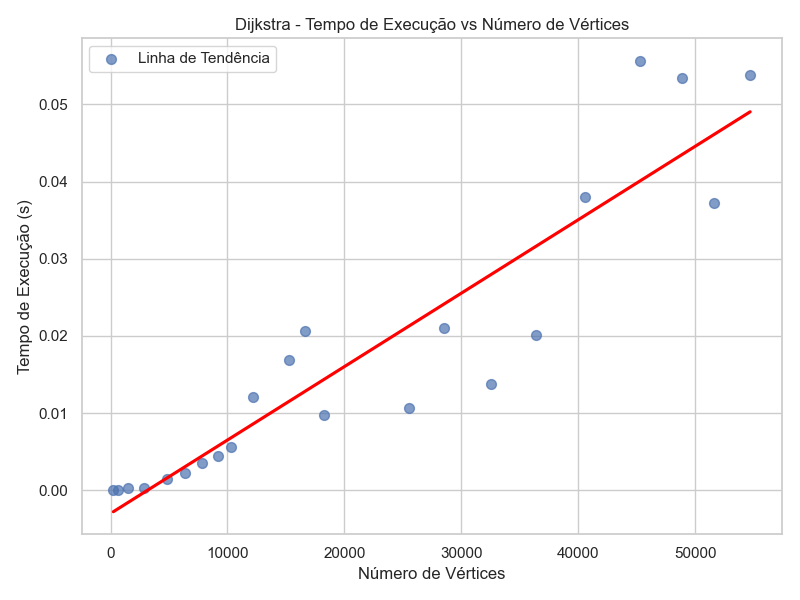 Dijkstra - Tempo de Execução vs Número de Vértices
Linha de Tendência
Tempo de Execução (s)
0.05
0.04
0.03
0.02
0.01
0.00
0 10000 20000 30000 40000 50000
Número de Vértices